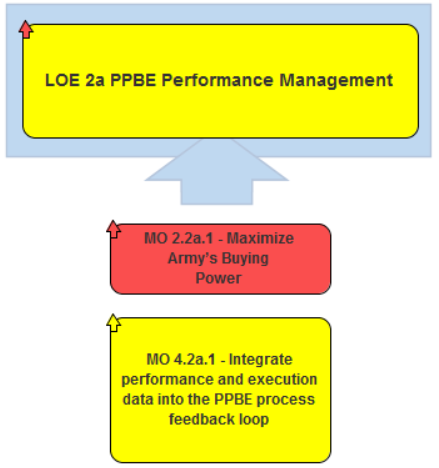 LOE 2a PPBE Performance Management
MO 2.2a.1 - Maximize
Army's Buying
Power
MO 4.2a.1 - Integrate
performance and execution
data into the PPBE process
feedback loop